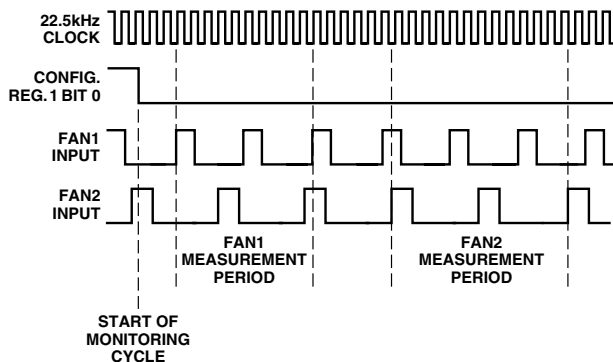 22.5kHz
CLOCK
CONFIG.
REG.1 BIT 0
FAN1
INPUT
FAN2
INPUT
FAN1
MEASUREMENT
PERIOD
FAN2
MEASUREMENT
PERIOD
START OF
MONITORING
CYCLE